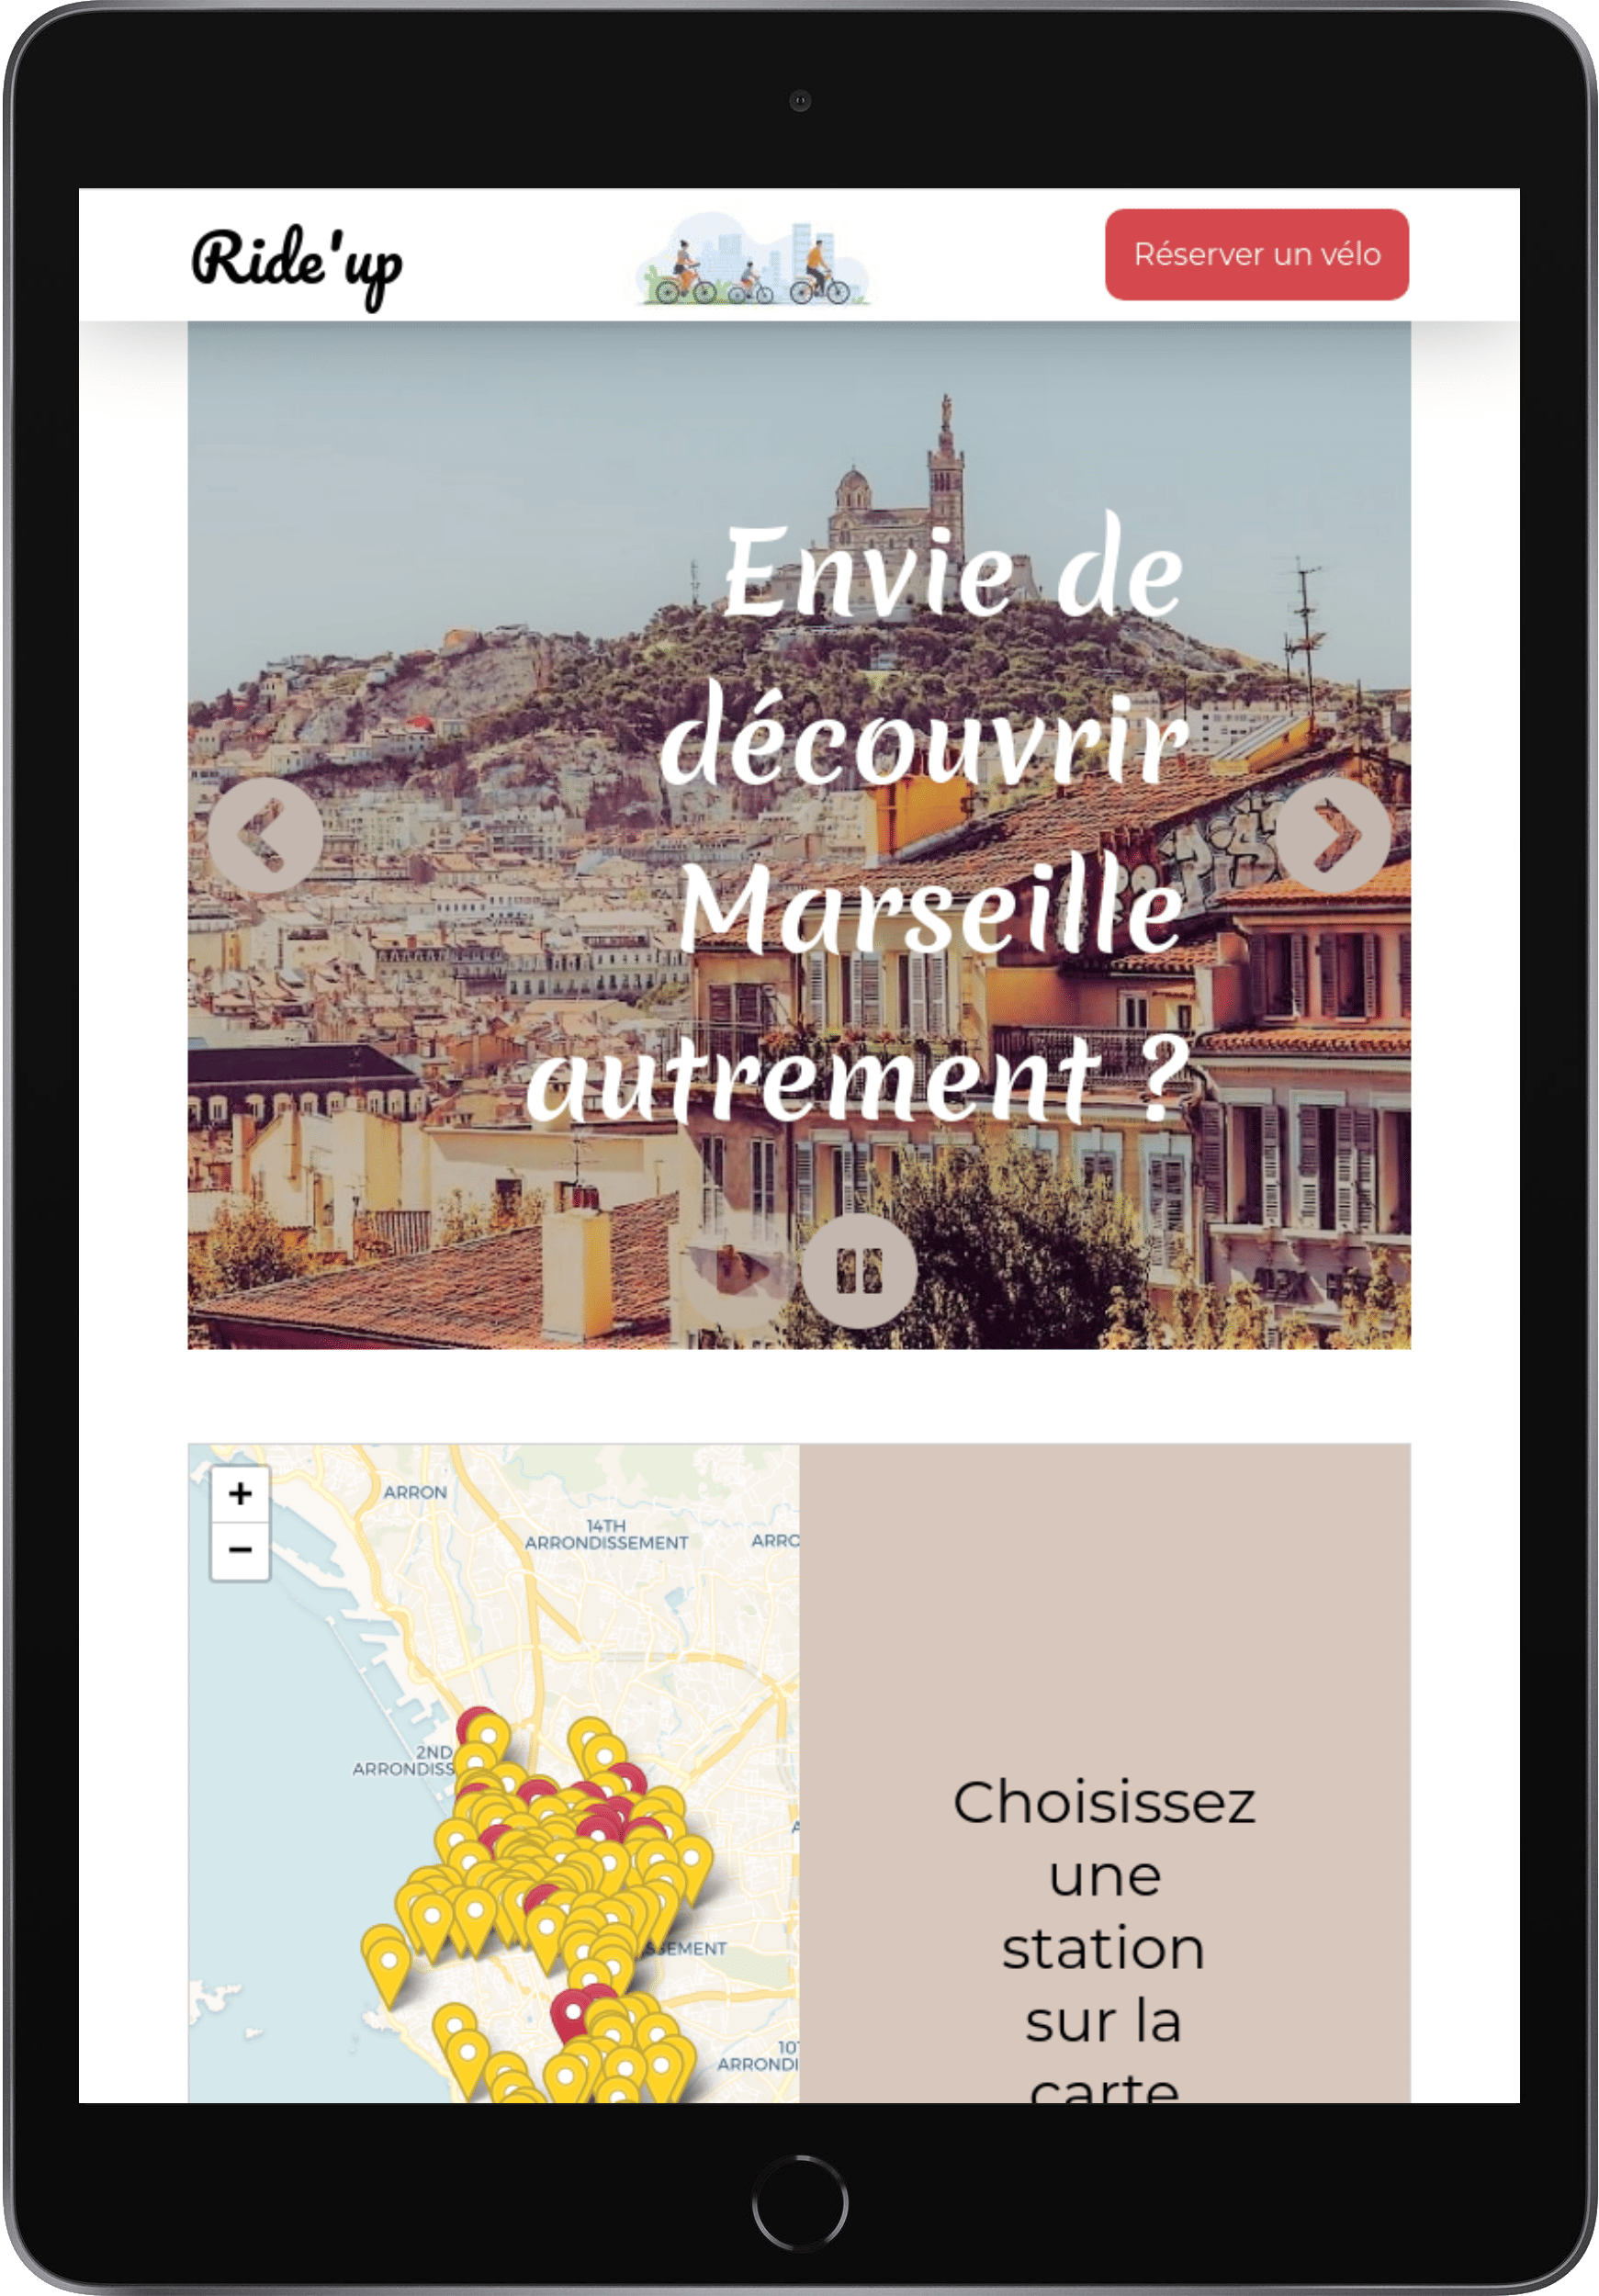 Ride'up
Réserver un vélo
Envie de
découvrir
Marseille
autrement ?
+
−
ARRON
14TH
ARRONDISSEMENT
ARRO
2ND
ARRONDISS
SSEMENT
10T
ARRONDI
Choisissez
une
station
sur la
carte